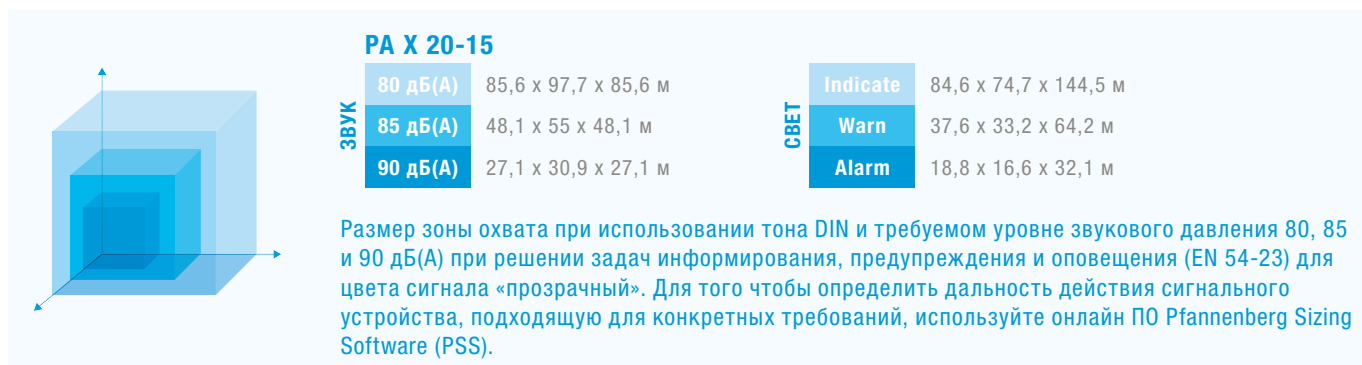 PA X 20-15
ЗВУК
80 дБ(A) 85,6 x 97,7 x 85,6 м
85 дБ(A) 48,1 x 55 x 48,1 м
90 дБ(A) 27,1 x 30,9 x 27,1 м
СВЕТ
Indicate 84,6 x 74,7 x 144,5 м
Warn 37,6 x 33,2 x 64,2 м
Alarm 18,8 x 16,6 x 32,1 м
Размер зоны охвата при использовании тона DIN и требуемом уровне звукового давления 80, 85
и 90 дБ(A) при решении задач информирования, предупреждения и оповещения (EN 54-23) для
цвета сигнала «прозрачный». Для того чтобы определить дальность действия сигнального
устройства, подходящую для конкретных требований, используйте онлайн ПО Pfannenberg Sizing
Software (PSS).